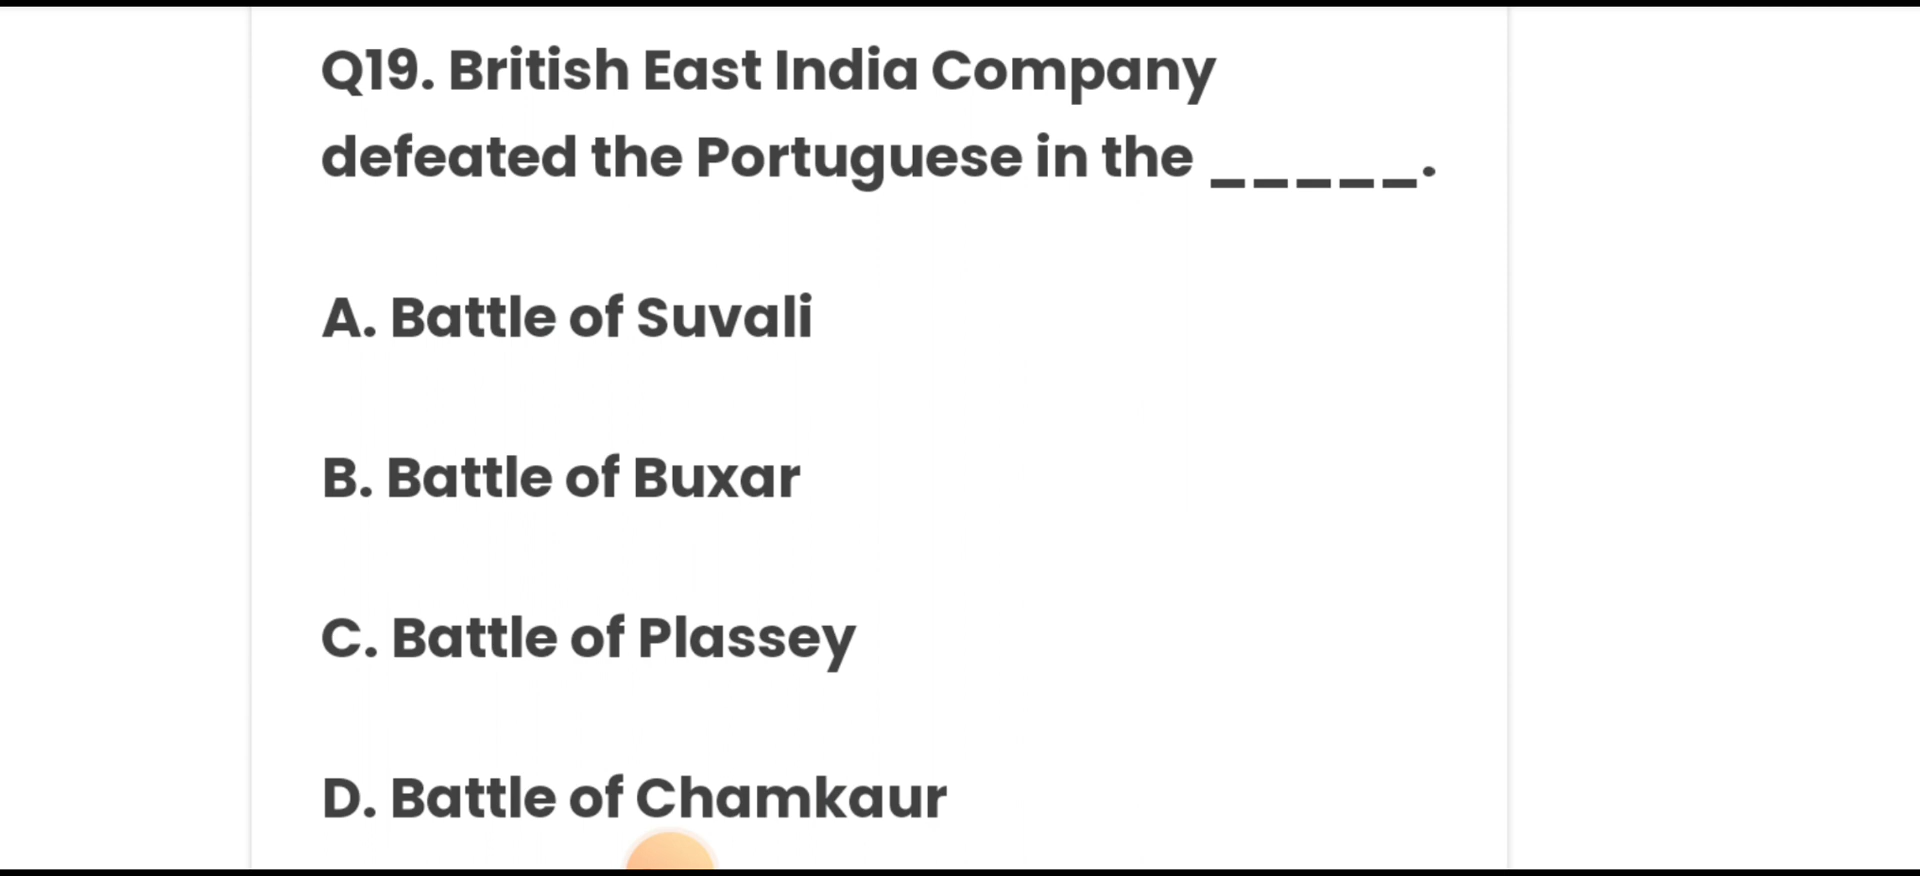 Q19. British East India Company
defeated the Portuguese in the _____.
A. Battle of Suvali
B. Battle of Buxar
C. Battle of Plassey
D. Battle of Chamkaur